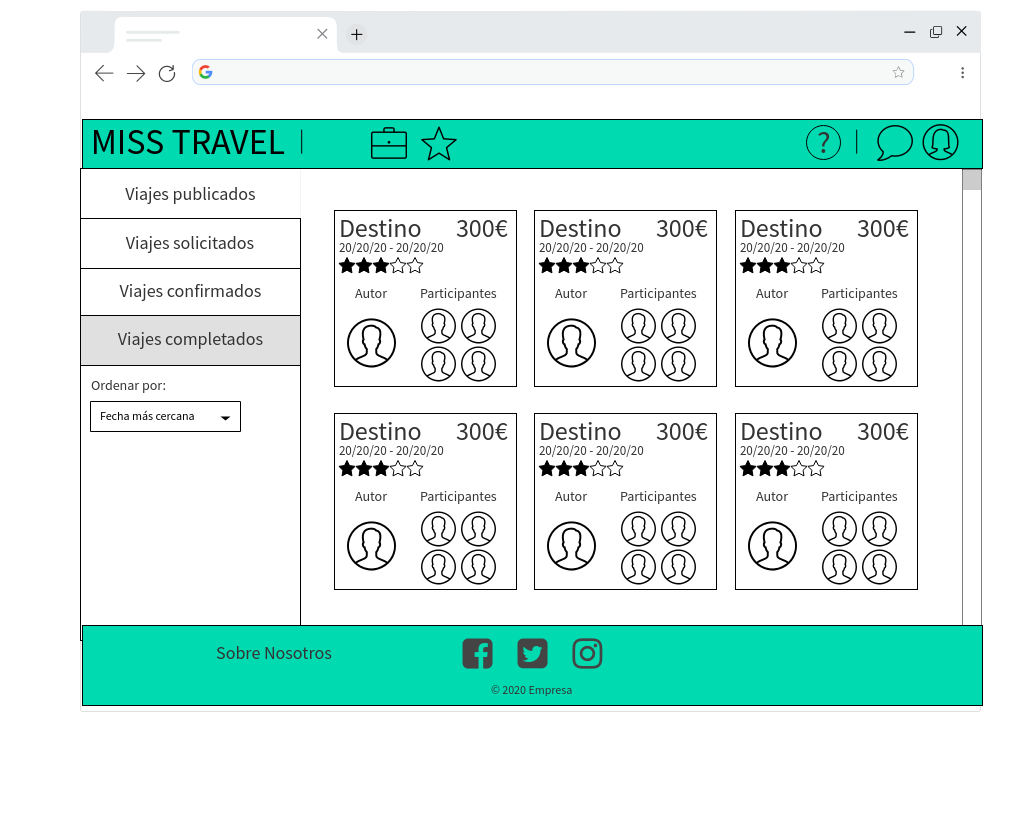 MISS TRAVEL
?
Viajes publicados
Viajes solicitados
Viajes confirmados
Viajes completados
Ordenar por:
Fecha más cercana
Destino 300€
20/20/20 - 20/20/20
Autor Participantes
Destino 300€
20/20/20 - 20/20/20
Autor Participantes
Destino 300€
20/20/20 - 20/20/20
Autor Participantes
Destino 300€
20/20/20 - 20/20/20
Autor Participantes
Destino 300€
20/20/20 - 20/20/20
Autor Participantes
Destino 300€
20/20/20 - 20/20/20
Autor Participantes
Sobre Nosotros
© 2020 Empresa